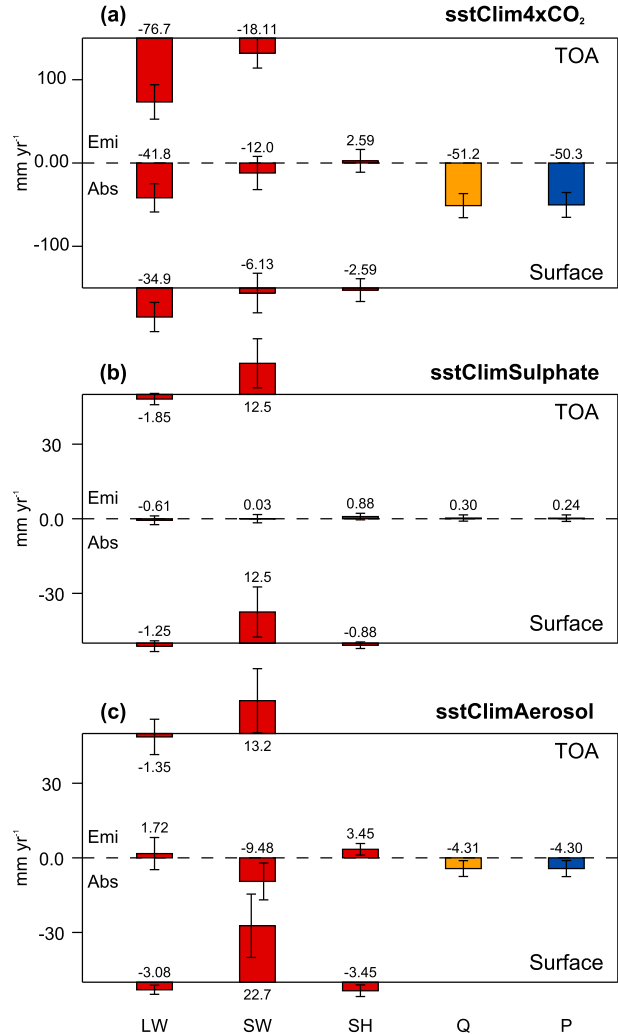 (a) sstClim4xCO₂
-76.7 -18.11
TOA
100
Emi
-41.8 -12.0 2.59 -51.2 -50.3
0.00
mm yr⁻¹
Abs
-100
-34.9 -6.13 -2.59
Surface
(b) sstClimSulphate
TOA
-1.85 12.5
30
Emi
-0.61 0.03 0.88 0.30 0.24
0.0
mm yr⁻¹
Abs
12.5
-30
-1.25 -0.88
Surface
(c) sstClimAerosol
TOA
-1.35 13.2
30
Emi
1.72 -9.48 3.45 -4.31 -4.30
0.0
mm yr⁻¹
Abs
-30
-3.08 22.7 -3.45
Surface
LW SW SH Q P